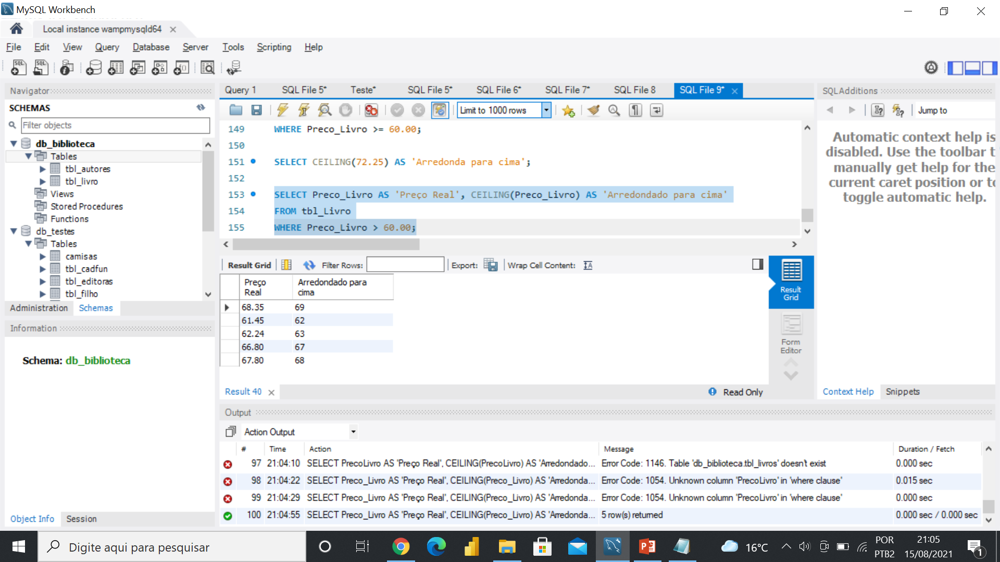 MySQL Workbench
Local instance wampmysqld64
File Edit View Query Database Server Tools Scripting Help
Navigator
SCHEMAS
Filter objects
db_biblioteca
Tables
tbl_autores
tbl_livro
Views
Stored Procedures
Functions
db_testes
Tables
camisas
tbl_cadfun
tbl_editoras
tbl_filho
Administration Schemas
Information
Schema: db_biblioteca
Object Info Session
Query 1 SQL File 5* Teste* SQL File 5* SQL File 6* SQL File 7* SQL File 8 SQL File 9*
Limit to 1000 rows
149 WHERE Preco_Livro >= 60.00;
150
151 SELECT CEILING(72.25) AS 'Arredonda para cima';
152
153 SELECT Preco_Livro AS 'Preço Real', CEILING(Preco_Livro) AS 'Arredondado para cima'
154 FROM tbl_Livro
155 WHERE Preco_Livro > 60.00;
Result Grid Filter Rows: Export: Wrap Cell Content:
Preço Real Arredondado para cima
68.35 69
61.45 62
62.24 63
66.80 67
67.80 68
Result Grid
Form Editor
Result 40 Read Only
SQLAdditions
Jump to
Automatic context help is
disabled. Use the toolbar t
manually get help for the
current caret position or to
toggle automatic help.
Context Help Snippets
Output
Action Output
# Time Action Message Duration / Fetch
97 21:04:10 SELECT PrecoLivro AS 'Preço Real', CEILING(PrecoLivro) AS 'Arredondado... Error Code: 1146. Table 'db_biblioteca.tbl_livros' doesn't exist 0.000 sec
98 21:04:22 SELECT Preco_Livro AS 'Preço Real', CEILING(Preco_Livro) AS 'Arredonda... Error Code: 1054. Unknown column 'PrecoLivro' in 'where clause' 0.015 sec
99 21:04:29 SELECT Preco_Livro AS 'Preço Real', CEILING(Preco_Livro) AS 'Arredonda... Error Code: 1054. Unknown column 'PrecoLivro' in 'where clause' 0.000 sec
100 21:04:55 SELECT Preco_Livro AS 'Preço Real', CEILING(Preco_Livro) AS 'Arredonda... 5 row(s) returned 0.000 sec / 0.000 sec
Digite aqui para pesquisar
16°C
POR
PTB2
21:05
15/08/2021
1